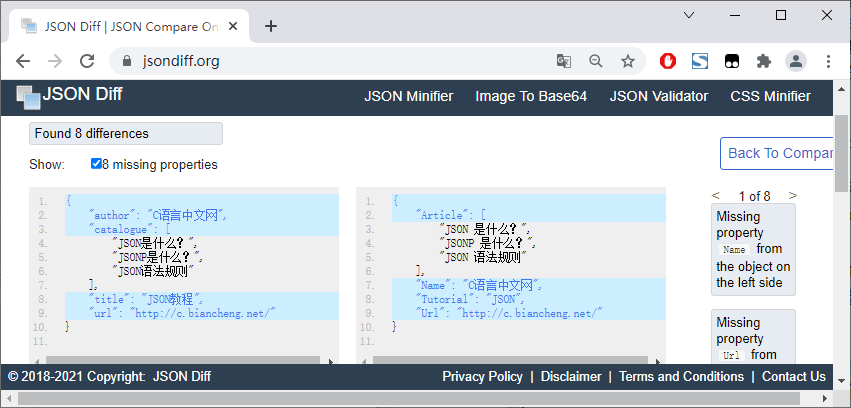 JSON Diff | JSON Compare On
jsondiff.org
JSON Diff
JSON Minifier Image To Base64 JSON Validator CSS Minifier
Found 8 differences
Show: 8 missing properties
Back To Compar
< 1 of 8 >
1. {
2. "author": "C语言中文网",
3. "catalogue": [
4. "JSON是什么？",
5. "JSONP是什么？",
6. "JSON语法规则"
7. ],
8. "title": "JSON教程",
9. "url": "http://c.biancheng.net/"
10. }
11.
1. {
2. "Article": [
3. "JSON 是什么？",
4. "JSONP 是什么？",
5. "JSON 语法规则"
6. ],
7. "Name": "C语言中文网",
8. "Tutorial": "JSON",
9. "Url": "http://c.biancheng.net/"
10. }
11.
Missing
property
Name from
the object on
the left side
Missing
property
Url from
© 2018-2021 Copyright: JSON Diff
Privacy Policy | Disclaimer | Terms and Conditions | Contact Us